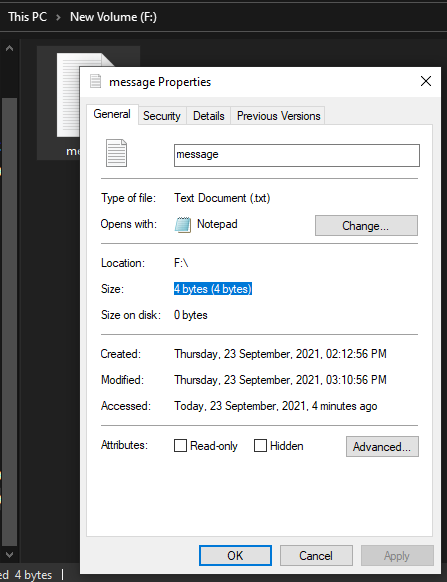 This PC > New Volume (F:)
me
message Properties
General Security Details Previous Versions
message
Type of file: Text Document (.txt)
Opens with: Notepad Change...
Location: F:\
Size: 4 bytes (4 bytes)
Size on disk: 0 bytes
Created: Thursday, 23 September, 2021, 02:12:56 PM
Modified: Thursday, 23 September, 2021, 03:10:56 PM
Accessed: Today, 23 September, 2021, 4 minutes ago
Attributes: Read-only Hidden Advanced...
OK Cancel Apply
ed 4 bytes